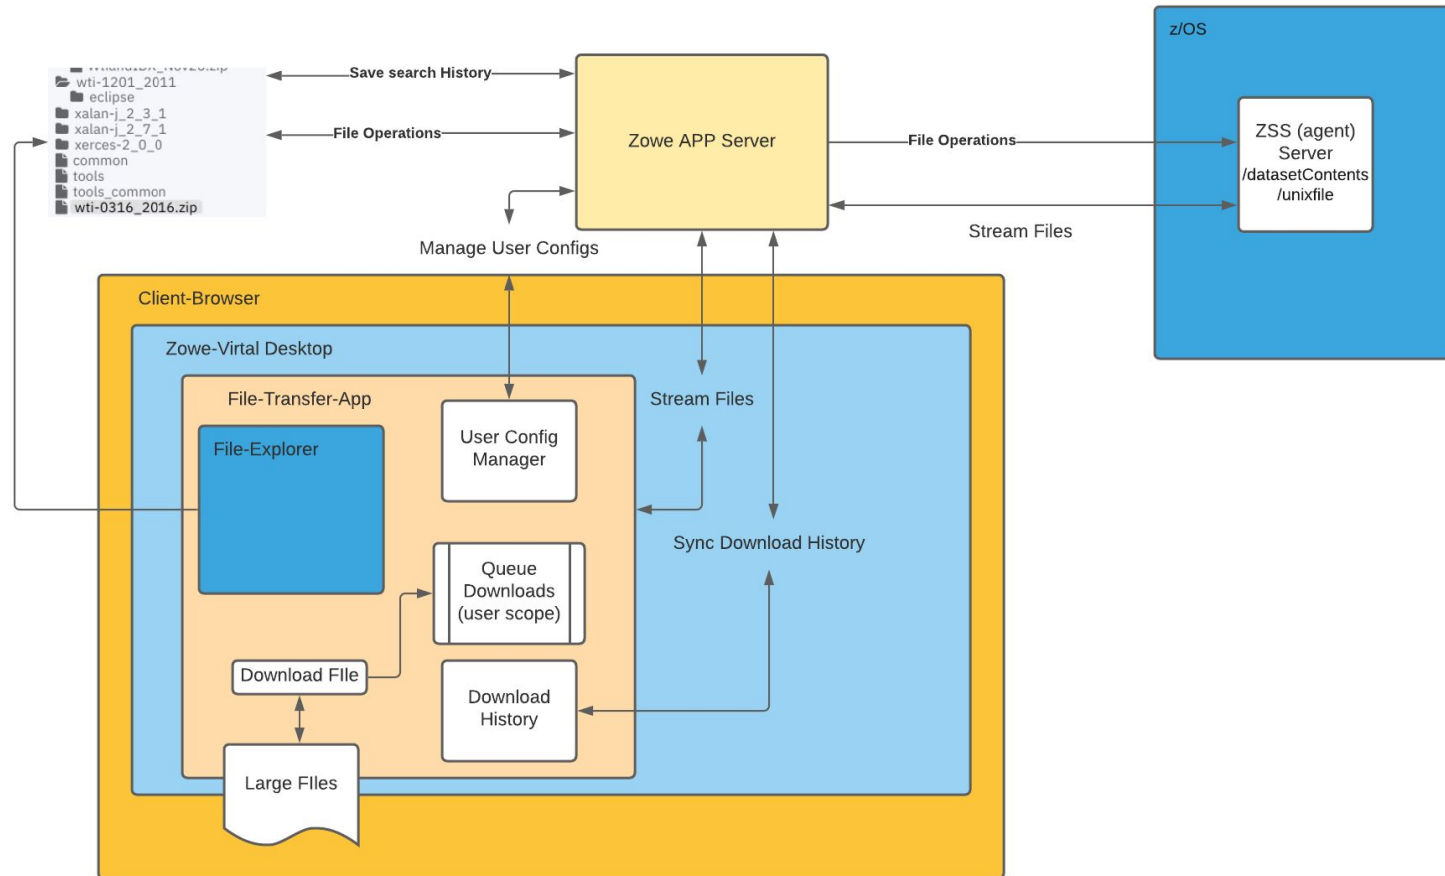 z/OS
wti-1201_2011
eclipse
xalan-j_2_3_1
xalan-j_2_7_1
xerces-2_0_0
common
tools
tools_common
wti-0316_2016.zip
Save search History
File Operations
Zowe APP Server
File Operations
ZSS (agent)
Server
/datasetContents
/unixfile
Stream Files
Manage User Configs
Client-Browser
Zowe-Virtal Desktop
File-Transfer-App
File-Explorer
User Config
Manager
Stream Files
Queue
Downloads
(user scope)
Sync Download History
Download FIle
Download
History
Large FIles